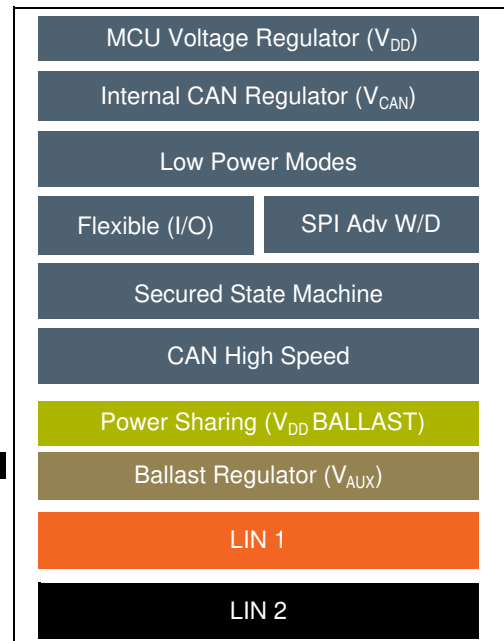 MCU Voltage Regulator (VDD)
Internal CAN Regulator (VCAN)
Low Power Modes
Flexible (I/O) SPI Adv W/D
Secured State Machine
CAN High Speed
Power Sharing (VDD BALLAST)
Ballast Regulator (VAUX)
LIN 1
LIN 2